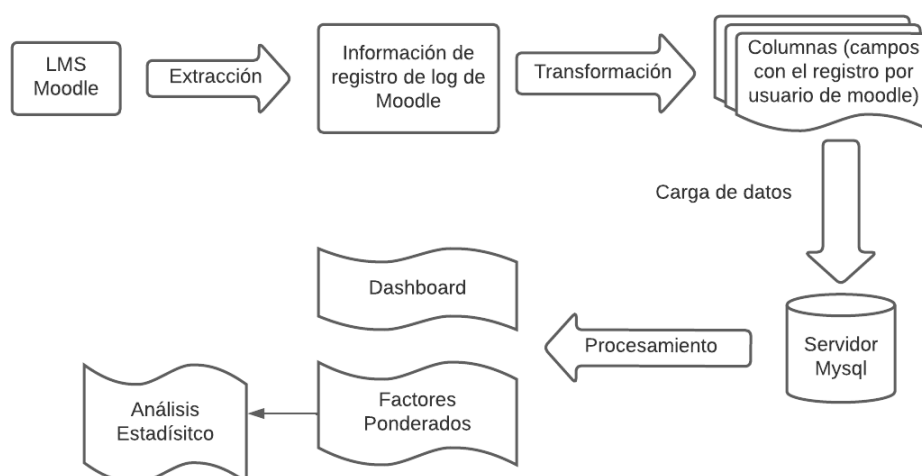 LMS
Moodle
Extracción
Información de
registro de log de
Moodle
Transformación
Columnas (campos
con el registro por
usuario de moodle)
Carga de datos
Servidor
Mysql
Procesamiento
Dashboard
Factores
Ponderados
Análisis
Estadísitco